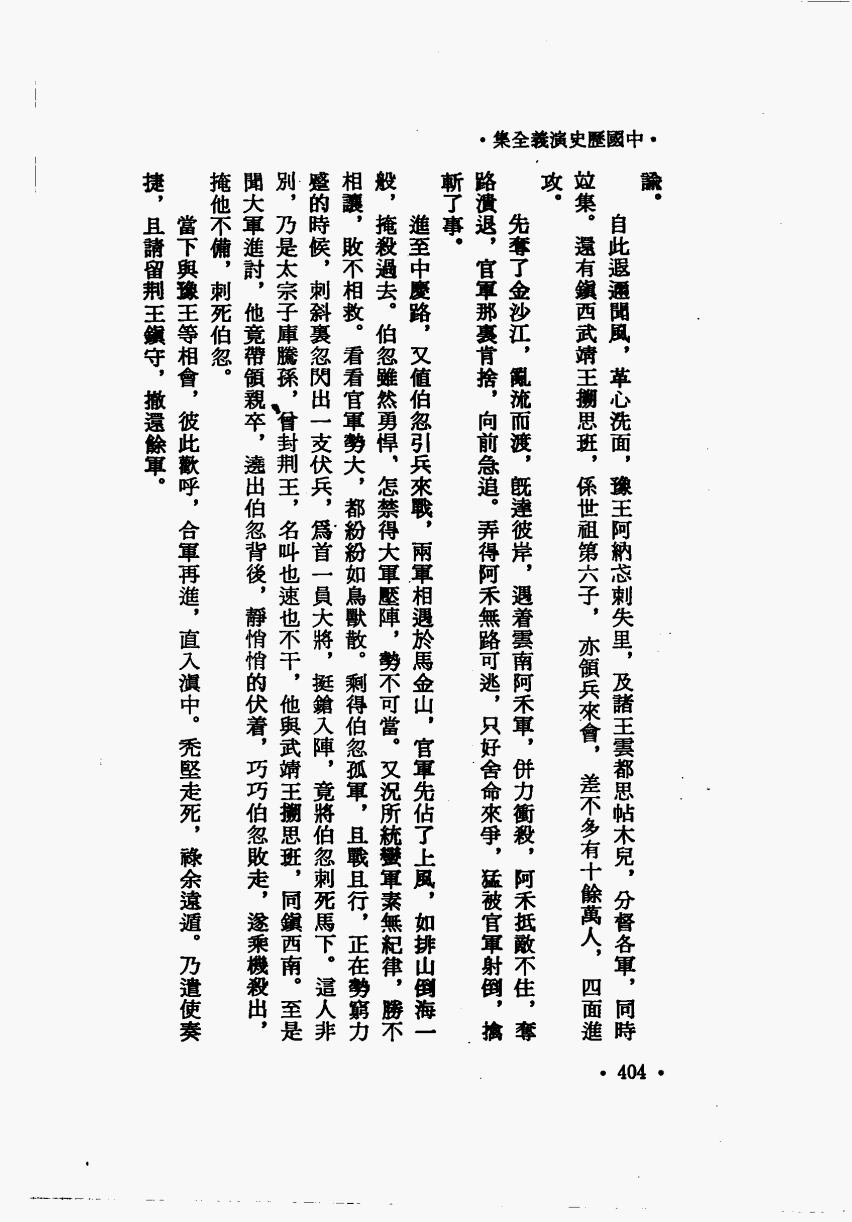 ·中國歷史演義全集·
諭。
自此遐邇聞風，革心洗面，豫王阿納忒剌失里，及諸王雲都思帖木兒，分督各軍，同時
竝集。還有鎭西武靖王搠思班，係世祖第六子，亦領兵來會，差不多有十餘萬人，四面進
攻。
先奪了金沙江，亂流而渡，旣達彼岸，遇着雲南阿禾軍，併力衝殺，阿禾抵敵不住，奪
路潰退，官軍那裏肯捨，向前急追。弄得阿禾無路可逃，只好舍命來爭，猛被官軍射倒，擒
斬了事。
進至中慶路，又値伯忽引兵來戰，兩軍相遇於馬金山，官軍先佔了上風，如排山倒海一
般，掩殺過去。伯忽雖然勇悍，怎禁得大軍壓陣，勢不可當。又況所統蠻軍素無紀律，勝不
相讓，敗不相救。看看官軍勢大，都紛紛如鳥獸散。剩得伯忽孤軍，且戰且行，正在勢窮力
蹙的時候，刺斜裏忽閃出一支伏兵，爲首一員大將，挺鎗入陣，竟將伯忽刺死馬下。這人非
別，乃是太宗子庫騰孫，曾封荆王，名叫也速也不干，他與武靖王搠思班，同鎭西南。至是
聞大軍進討，他竟帶領親卒，遶出伯忽背後，靜悄悄的伏着，巧巧伯忽敗走，遂乘機殺出，
掩他不備，刺死伯忽。
當下與豫王等相會，彼此歡呼，合軍再進，直入滇中。禿堅走死，祿余遠遁。乃遣使奏
捷，且請留荆王鎭守，撤還餘軍。
·404·